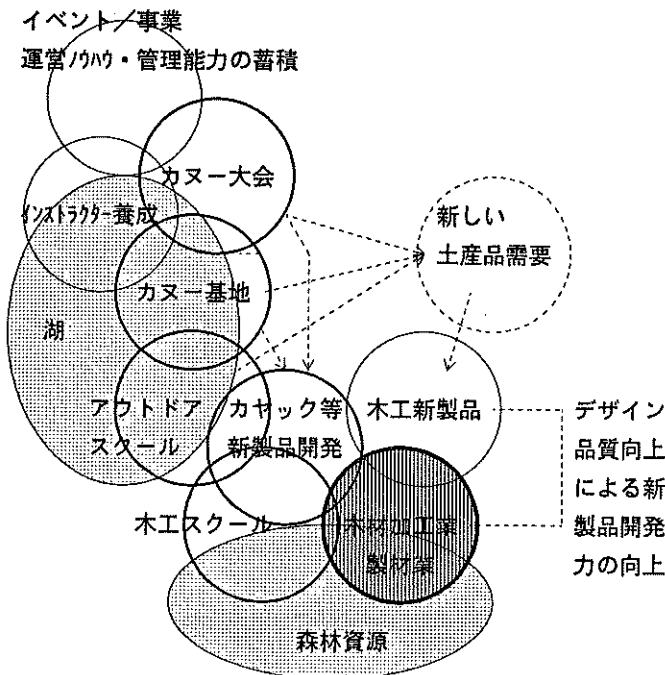 イベント／事業
運営ノウハウ・管理能力の蓄積
カヌー大会
インストラクター養成
新しい
土産品需要
カヌー基地
湖
アウトドア
スクール
カヤック等
新製品開発
木工新製品
デザイン
品質向上
による新
製品開発
力の向上
木工スクール
木材加工業
製材業
森林資源